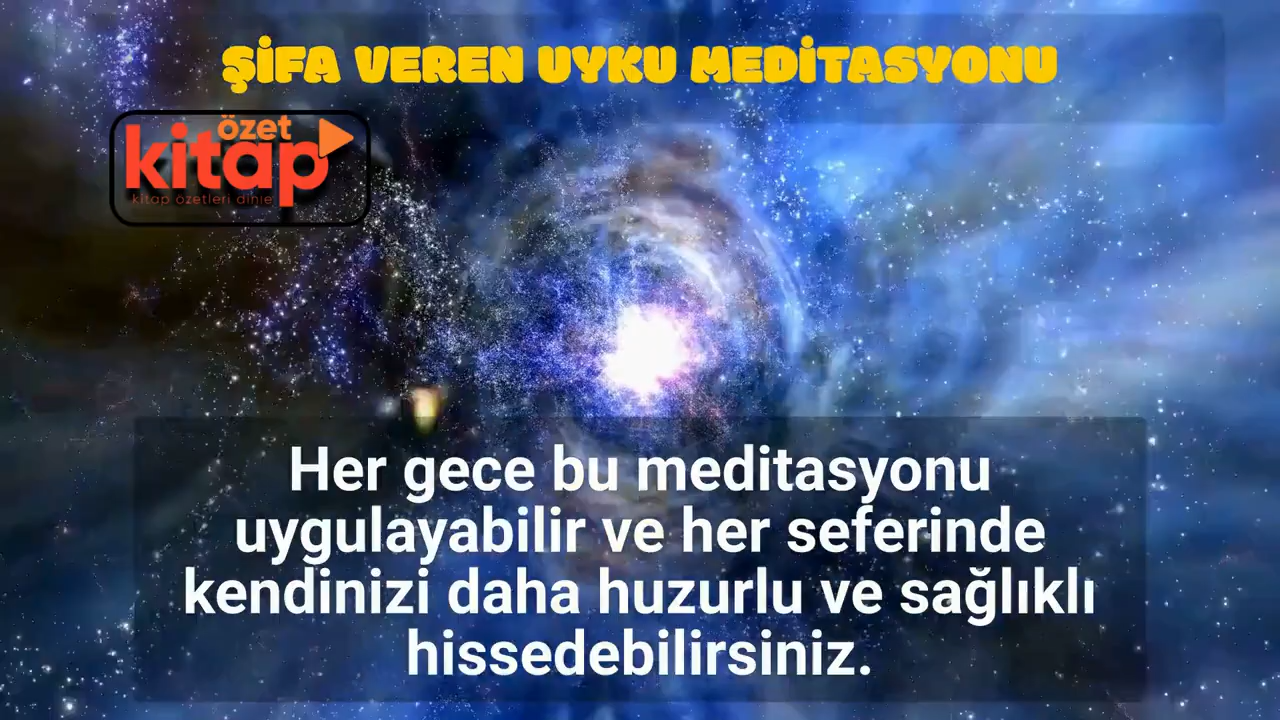 ŞİFA VEREN UYKU MEDİTASYONU
özet
kitap
kitap özetleri dinle
Her gece bu meditasyonu
uygulayabilir ve her seferinde
kendinizi daha huzurlu ve sağlıklı
hissedebilirsiniz.